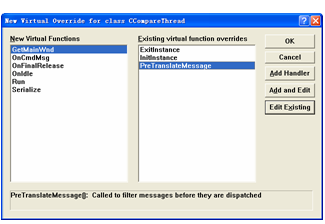 New Virtual Override for class CCompareThread
New Virtual Functions
GetMainWnd
OnCmdMsg
OnFinalRelease
OnIdle
Run
Serialize
Existing virtual function overrides
ExitInstance
InitInstance
PreTranslateMessage
OK
Cancel
Add Handler
Add and Edit
Edit Existing
PreTranslateMessage(): Called to filter messages before they are dispatched